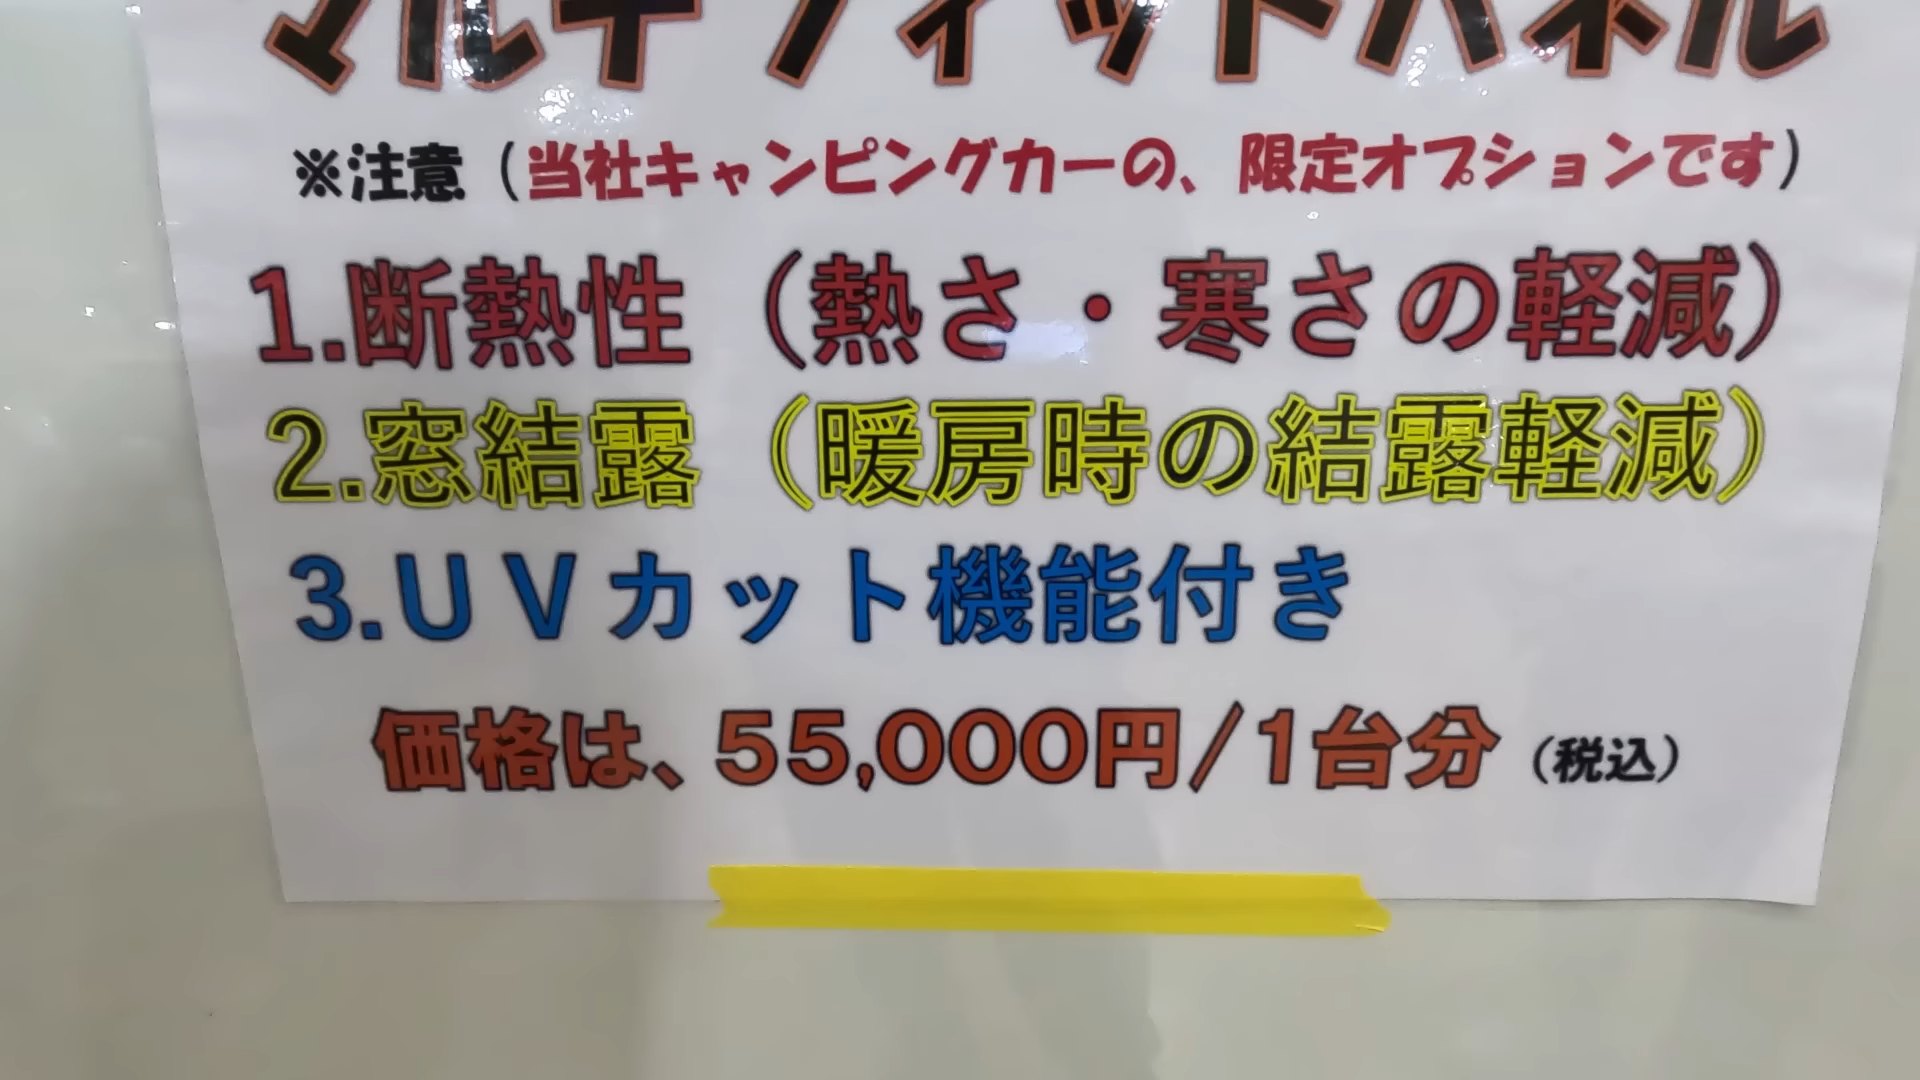 マルチフィットパネル
※注意（当社キャンピングカーの、限定オプションです）
1.断熱性（熱さ・寒さの軽減）
2.窓結露（暖房時の結露軽減）
3.ＵＶカット機能付き
価格は、55,000円/1台分（税込）